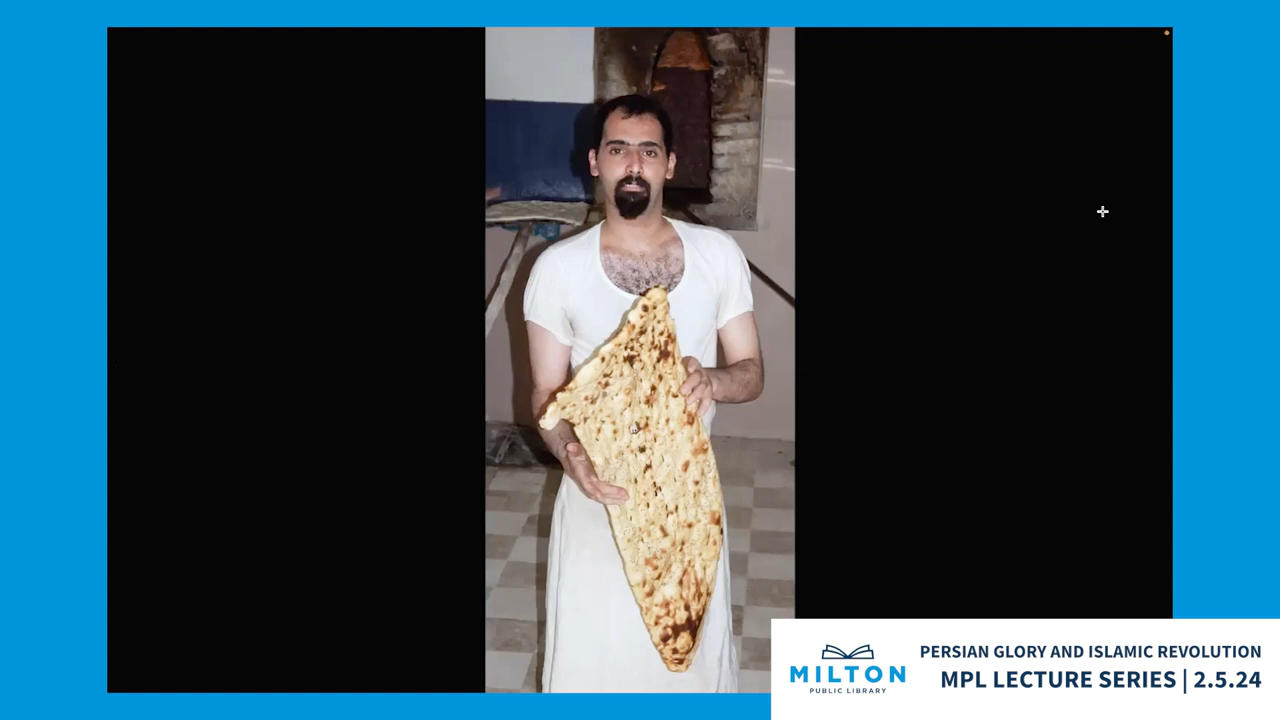 MILTON
PUBLIC LIBRARY
PERSIAN GLORY AND ISLAMIC REVOLUTION
MPL LECTURE SERIES | 2.5.24